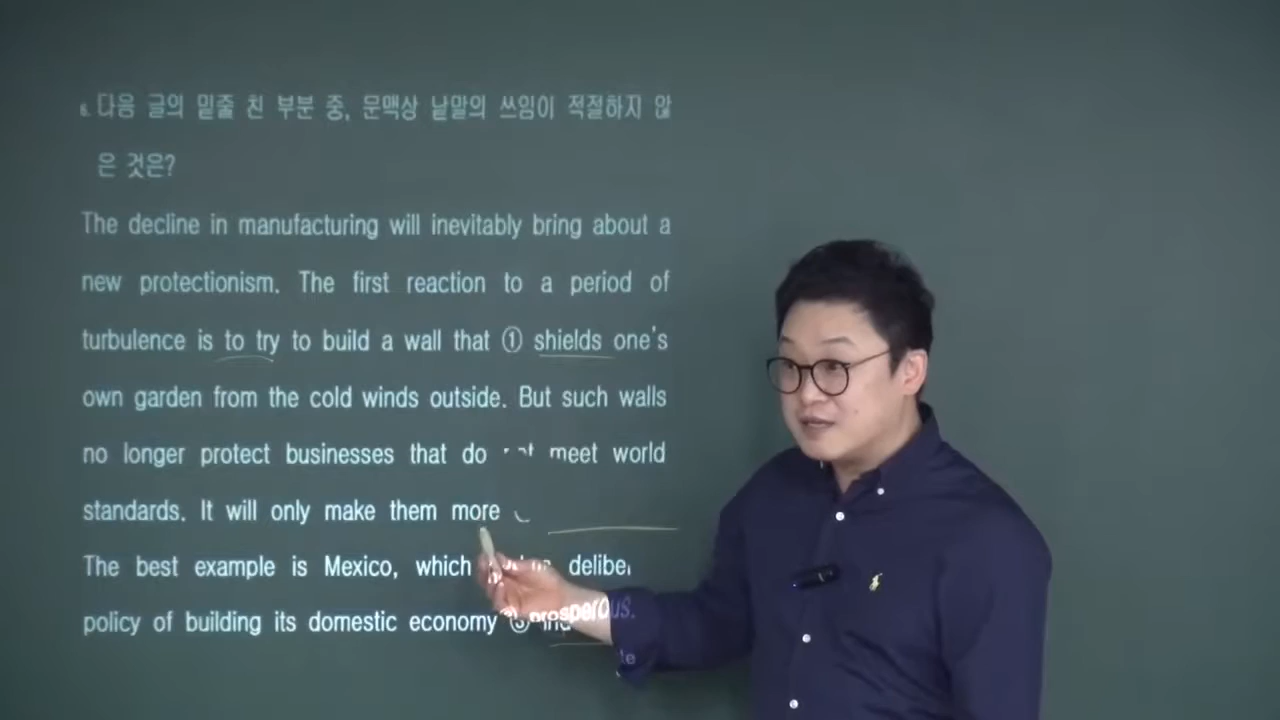 6. 다음 글의 밑줄 친 부분 중, 문맥상 낱말의 쓰임이 적절하지 않
은 것은?
The decline in manufacturing will inevitably bring about a
new protectionism. The first reaction to a period of
turbulence is to try to build a wall that ① shields one's
own garden from the cold winds outside. But such walls
no longer protect businesses that do meet world
standards. It will only make them more
The best example is Mexico, which
policy of building its domestic economy ③
prosperous.